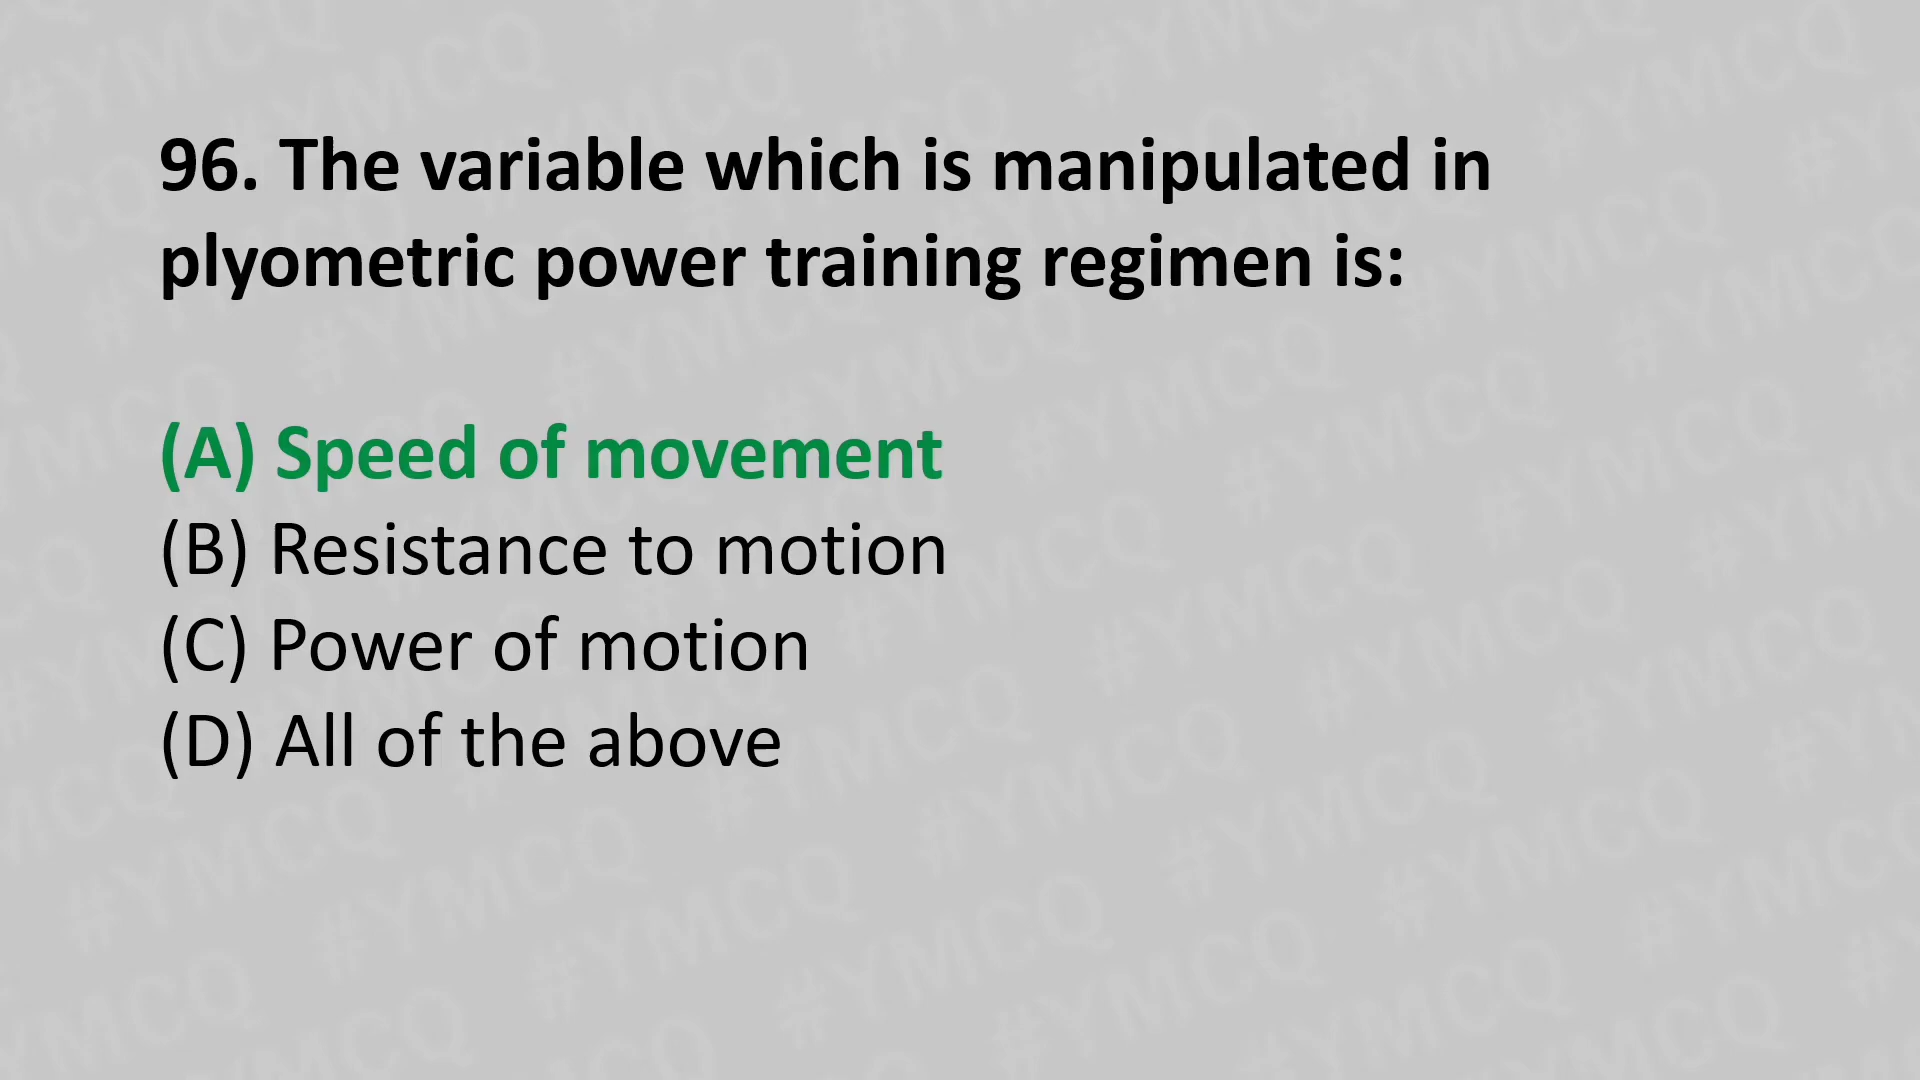 96. The variable which is manipulated in
plyometric power training regimen is:
(A) Speed of movement
(B) Resistance to motion
(C) Power of motion
(D) All of the above
#YMCQ